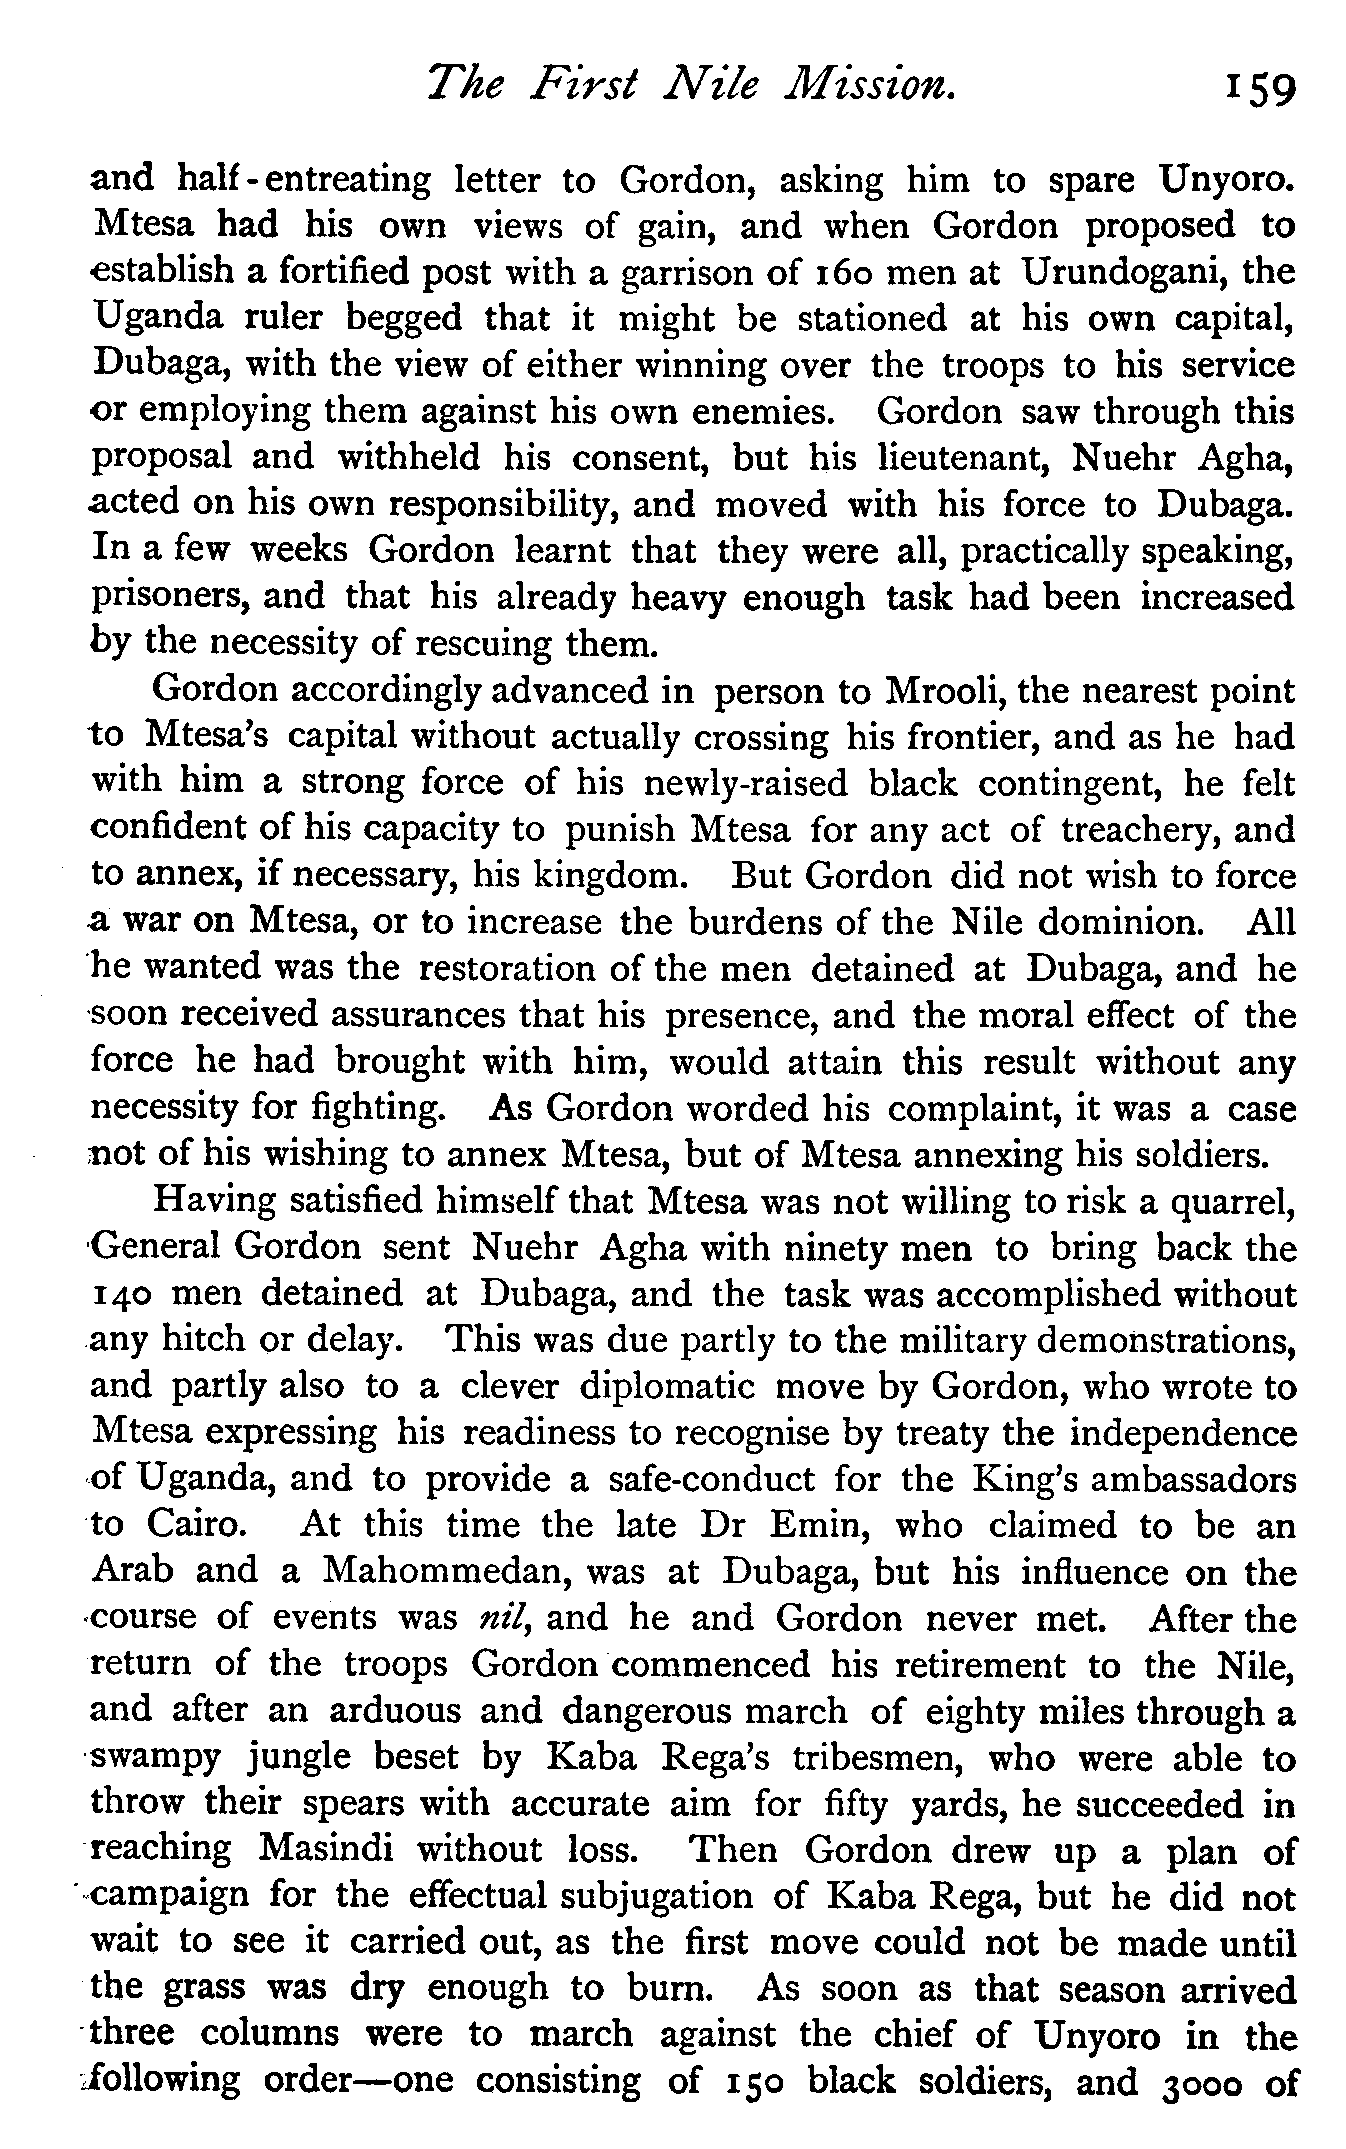 The First Nile Mission. 159
and half-entreating letter to Gordon, asking him to spare Unyoro.
Mtesa had his own views of gain, and when Gordon proposed to
establish a fortified post with a garrison of 160 men at Urundogani, the
Uganda ruler begged that it might be stationed at his own capital,
Dubaga, with the view of either winning over the troops to his service
or employing them against his own enemies. Gordon saw through this
proposal and withheld his consent, but his lieutenant, Nuehr Agha,
acted on his own responsibility, and moved with his force to Dubaga.
In a few weeks Gordon learnt that they were all, practically speaking,
prisoners, and that his already heavy enough task had been increased
by the necessity of rescuing them.
Gordon accordingly advanced in person to Mrooli, the nearest point
to Mtesa's capital without actually crossing his frontier, and as he had
with him a strong force of his newly-raised black contingent, he felt
confident of his capacity to punish Mtesa for any act of treachery, and
to annex, if necessary, his kingdom. But Gordon did not wish to force
a war on Mtesa, or to increase the burdens of the Nile dominion. All
he wanted was the restoration of the men detained at Dubaga, and he
soon received assurances that his presence, and the moral effect of the
force he had brought with him, would attain this result without any
necessity for fighting. As Gordon worded his complaint, it was a case
not of his wishing to annex Mtesa, but of Mtesa annexing his soldiers.
Having satisfied himself that Mtesa was not willing to risk a quarrel,
General Gordon sent Nuehr Agha with ninety men to bring back the
140 men detained at Dubaga, and the task was accomplished without
any hitch or delay. This was due partly to the military demonstrations,
and partly also to a clever diplomatic move by Gordon, who wrote to
Mtesa expressing his readiness to recognise by treaty the independence
of Uganda, and to provide a safe-conduct for the King's ambassadors
to Cairo. At this time the late Dr Emin, who claimed to be an
Arab and a Mahommedan, was at Dubaga, but his influence on the
course of events was nil, and he and Gordon never met. After the
return of the troops Gordon commenced his retirement to the Nile,
and after an arduous and dangerous march of eighty miles through a
swampy jungle beset by Kaba Rega's tribesmen, who were able to
throw their spears with accurate aim for fifty yards, he succeeded in
reaching Masindi without loss. Then Gordon drew up a plan of
campaign for the effectual subjugation of Kaba Rega, but he did not
wait to see it carried out, as the first move could not be made until
the grass was dry enough to burn. As soon as that season arrived
three columns were to march against the chief of Unyoro in the
following order—one consisting of 150 black soldiers, and 3000 of